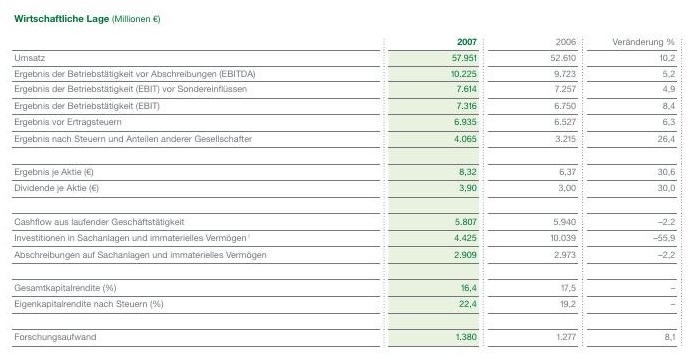 Wirtschaftliche Lage (Millionen €)
2007 2006 Veränderung %
Umsatz 57.951 52.610 10,2
Ergebnis der Betriebstätigkeit vor Abschreibungen (EBITDA) 10.225 9.723 5,2
Ergebnis der Betriebstätigkeit (EBIT) vor Sondereinflüssen 7.614 7.257 4,9
Ergebnis der Betriebstätigkeit (EBIT) 7.316 6.750 8,4
Ergebnis vor Ertragsteuern 6.935 6.527 6,3
Ergebnis nach Steuern und Anteilen anderer Gesellschafter 4.065 3.215 26,4
Ergebnis je Aktie (€) 8,32 6,37 30,6
Dividende je Aktie (€) 3,90 3,00 30,0
Cashflow aus laufender Geschäftstätigkeit 5.807 5.940 –2,2
Investitionen in Sachanlagen und immaterielles Vermögen¹ 4.425 10.039 –55,9
Abschreibungen auf Sachanlagen und immaterielles Vermögen 2.909 2.973 –2,2
Gesamtkapitalrendite (%) 16,4 17,5 –
Eigenkapitalrendite nach Steuern (%) 22,4 19,2 –
Forschungsaufwand 1.380 1.277 8,1